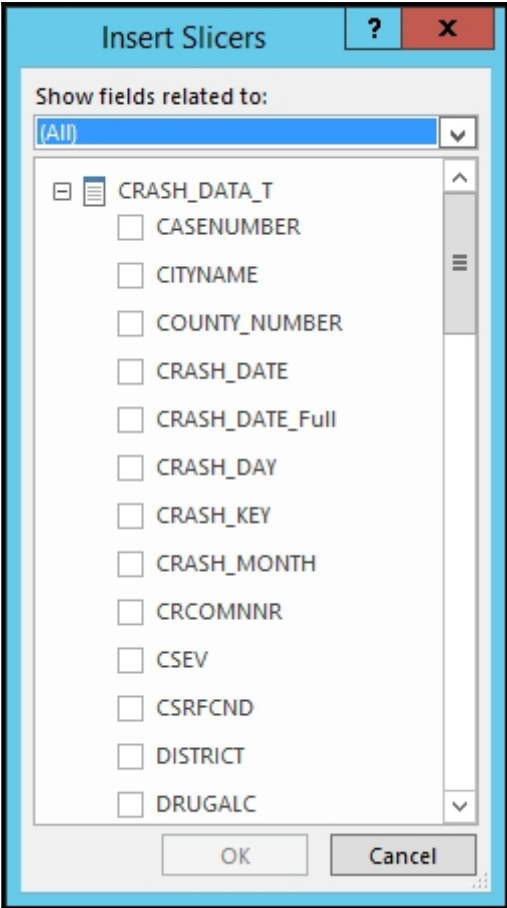 Insert Slicers
?
x
Show fields related to:
(All)
CRASH_DATA_T
CASENUMBER
CITYNAME
COUNTY_NUMBER
CRASH_DATE
CRASH_DATE_Full
CRASH_DAY
CRASH_KEY
CRASH_MONTH
CRCOMNNR
CSEV
CSRFCND
DISTRICT
DRUGALC
OK Cancel